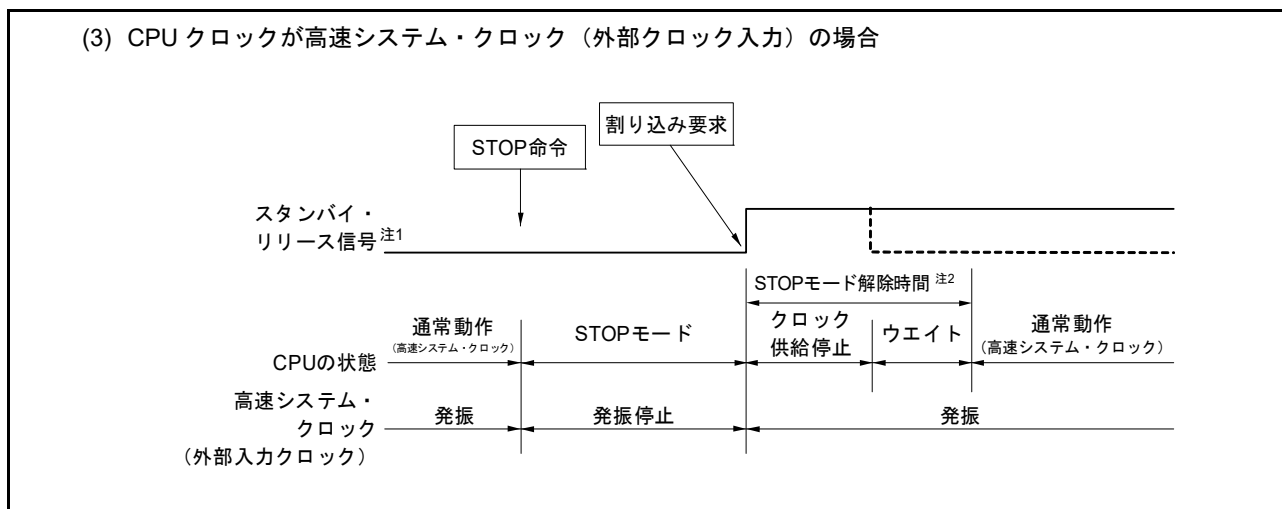 (3) CPU クロックが高速システム・クロック（外部クロック入力）の場合
割り込み要求
STOP命令
スタンバイ・
リリース信号注1
STOPモード解除時間 注2
通常動作
（高速システム・クロック）
STOPモード
クロック
供給停止
ウエイト
通常動作
（高速システム・クロック）
CPUの状態
高速システム・
クロック
（外部入力クロック）
発振
発振停止
発振